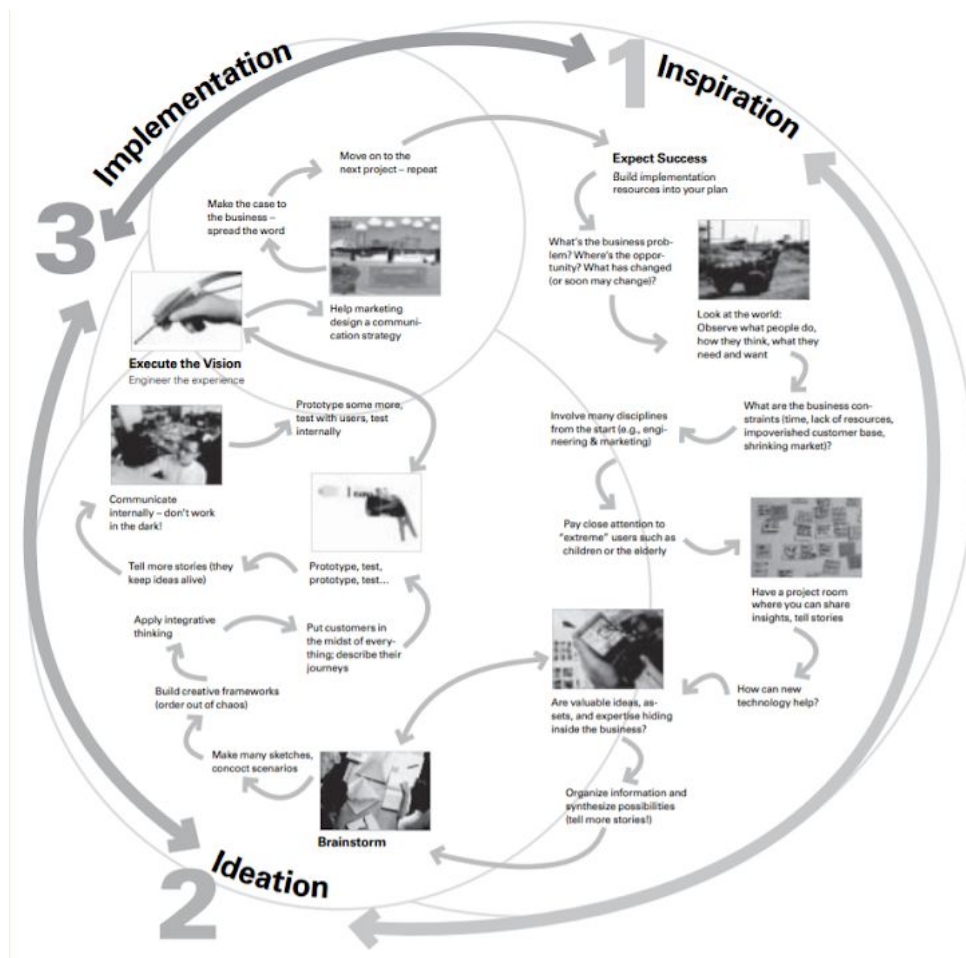 1
Inspiration
Expect Success
Build implementation
resources into your plan
What's the business prob-
lem? Where's the oppor-
tunity? What has changed
(or soon may change)?
Look at the world:
Observe what people do,
how they think, what they
need and want
What are the business con-
straints (time, lack of resources,
impoverished customer base,
shrinking market)?
Involve many disciplines
from the start (e.g., engi-
neering & marketing)
Pay close attention to
“extreme” users such as
children or the elderly
Have a project room
where you can share
insights, tell stories
How can new
technology help?
Are valuable ideas, as-
sets, and expertise hiding
inside the business?
Organize information and
synthesize possibilities
(tell more stories!)
2
Ideation
Brainstorm
Make many sketches,
concoct scenarios
Build creative frameworks
(order out of chaos)
Apply integrative
thinking
Put customers in
the midst of every-
thing; describe their
journeys
Prototype, test,
prototype, test...
Tell more stories (they
keep ideas alive)
Communicate
internally – don't work
in the dark!
Prototype some more,
test with users, test
internally
3
Implementation
Execute the Vision
Engineer the experience
Help marketing
design a communi-
cation strategy
Make the case to
the business –
spread the word
Move on to the
next project – repeat